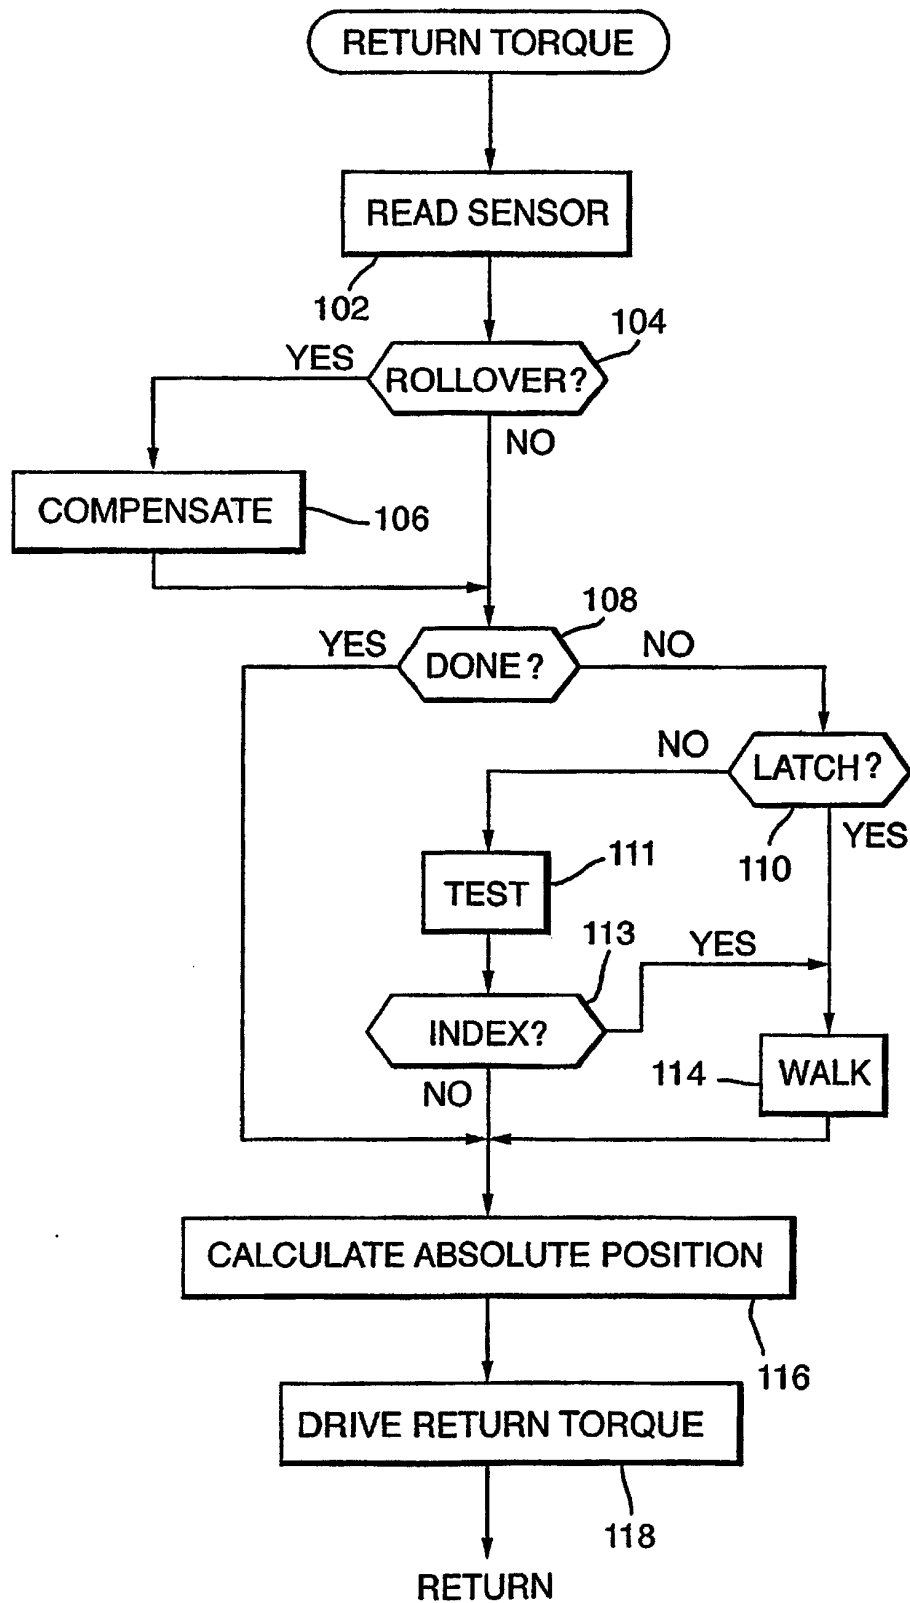 RETURN TORQUE
READ SENSOR
102
104
YES
ROLLOVER?
NO
COMPENSATE
106
108
YES
DONE?
NO
NO
LATCH?
110
YES
111
TEST
113
YES
INDEX?
114
WALK
NO
CALCULATE ABSOLUTE POSITION
116
DRIVE RETURN TORQUE
118
RETURN